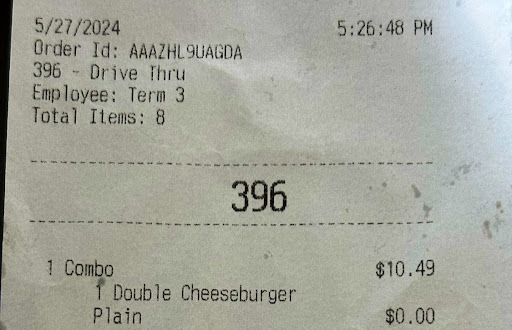 5/27/2024 5:26:48 PM
Order Id: AAAZHL9UAGDA
396 - Drive Thru
Employee: Term 3
Total Items: 8
396
1 Combo $10.49
1 Double Cheeseburger
Plain $0.00